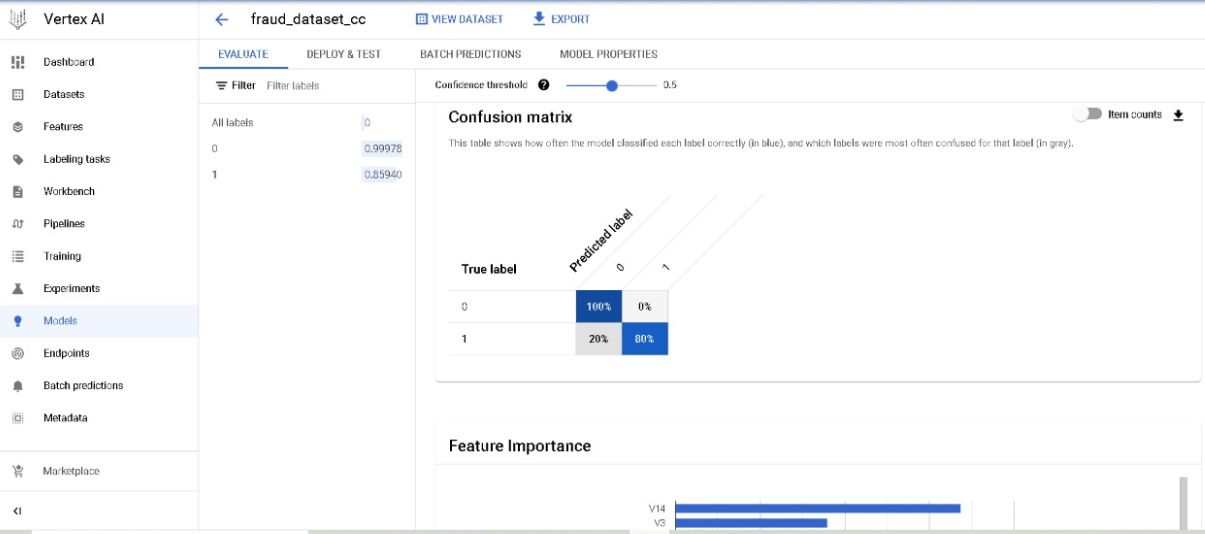 Vertex AI
fraud_dataset_cc
VIEW DATASET
EXPORT
Dashboard
Datasets
Features
Labeling tasks
Workbench
Pipelines
Training
Experiments
Models
Endpoints
Batch predictions
Metadata
Marketplace
EVALUATE
DEPLOY & TEST
BATCH PREDICTIONS
MODEL PROPERTIES
Filter Filter labels
All labels 0
0 0.99978
1 0.85940
Confidence threshold ? 0.5
Confusion matrix
Item counts
This table shows how often the model classified each label correctly (in blue), and which labels were most often confused for that label (in gray).
Predicted label
True label 0 1
0 100% 0%
1 20% 80%
Feature Importance
V14
V3